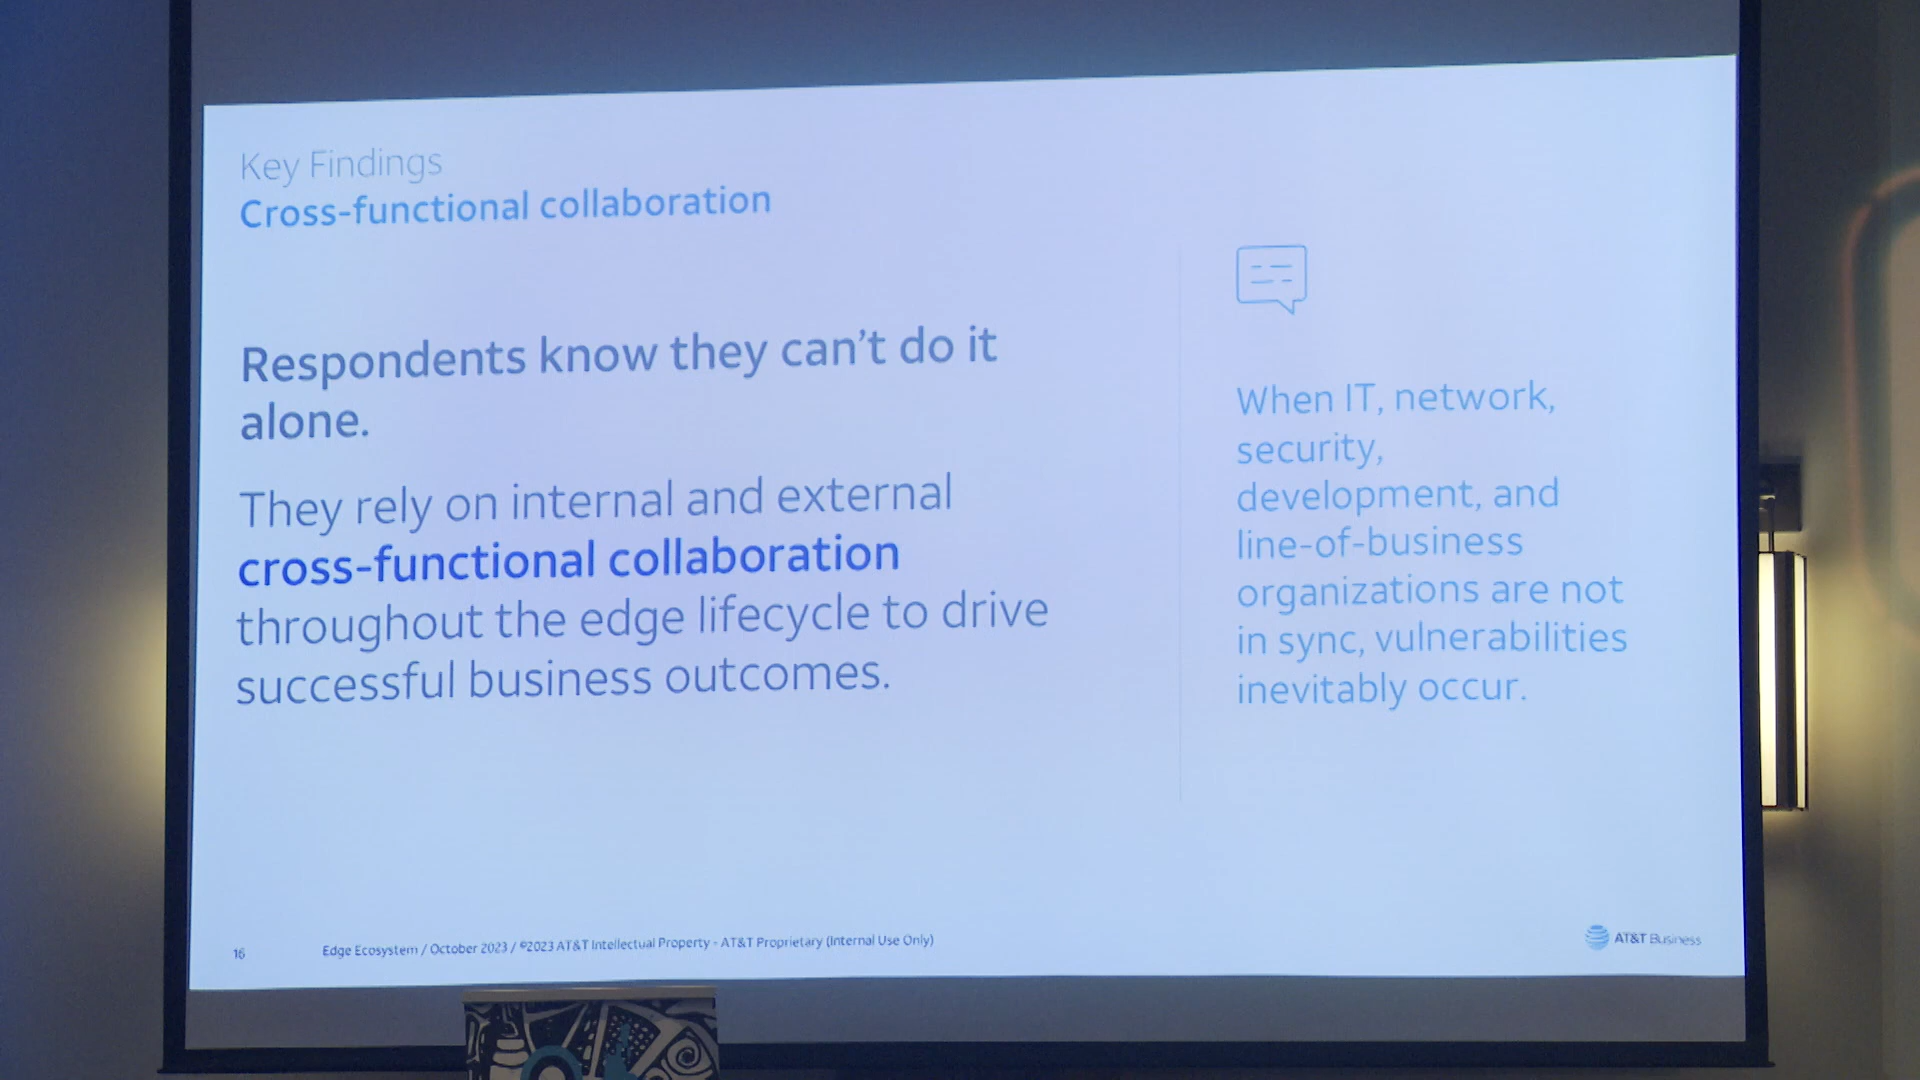 Key Findings
Cross-functional collaboration
Respondents know they can't do it
alone.
They rely on internal and external
cross-functional collaboration
throughout the edge lifecycle to drive
successful business outcomes.
When IT, network,
security,
development, and
line-of-business
organizations are not
in sync, vulnerabilities
inevitably occur.
16
Edge Ecosystem / October 2023 / ©2023 AT&T Intellectual Property - AT&T Proprietary (Internal Use Only)
AT&T Business